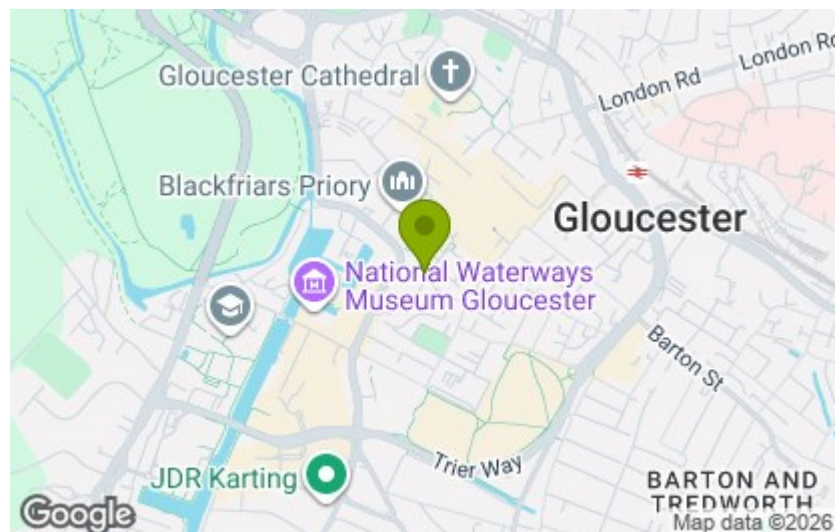 Gloucester Cathedral
London Rd
London Rd
Blackfriars Priory
Gloucester
National Waterways
Museum Gloucester
Barton St
JDR Karting
Trier Way
BARTON AND
TREDWORTH
Google
Map data ©2026